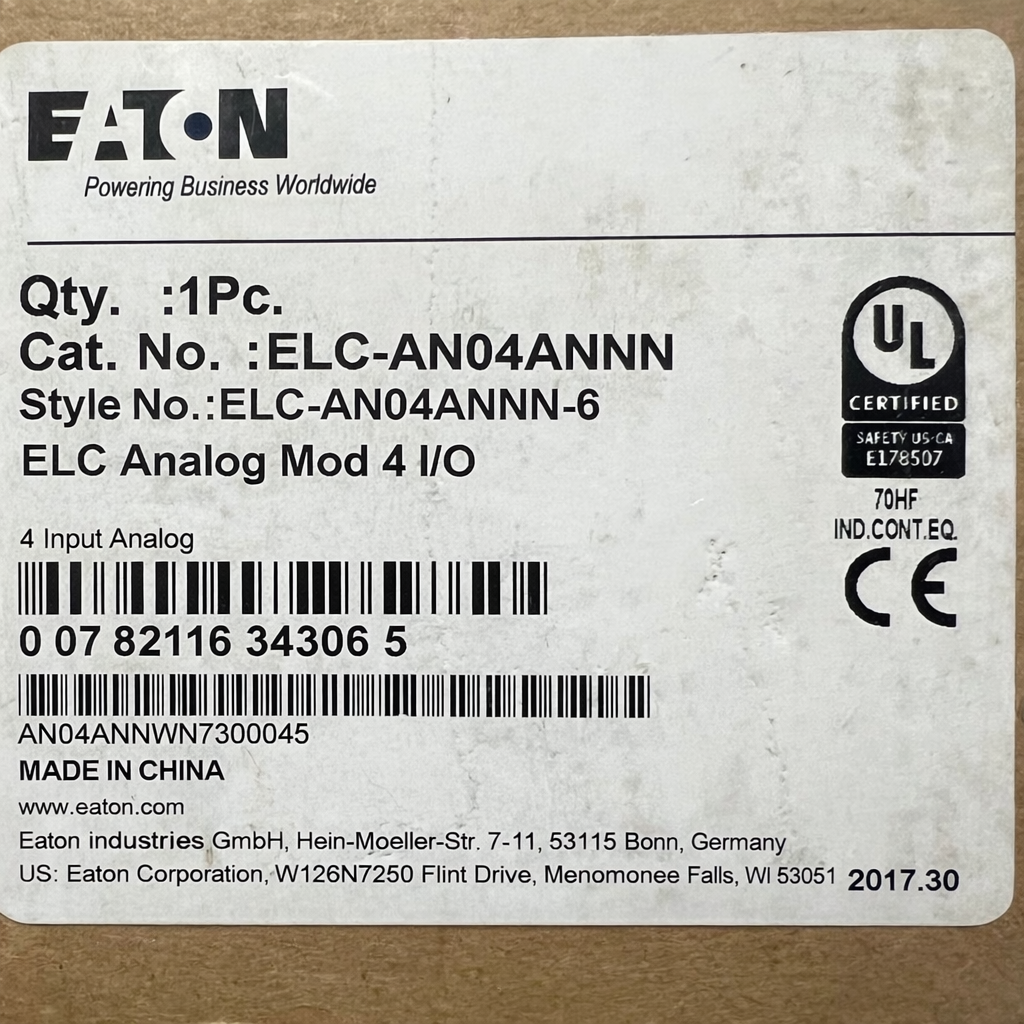 EATON
Powering Business Worldwide
Qty. :1Pc.
Cat. No. :ELC-AN04ANNN
Style No.:ELC-AN04ANNN-6
ELC Analog Mod 4 I/O
UL
CERTIFIED
SAFETY US-CA
E178507
70HF
IND.CONT.EQ.
CE
4 Input Analog
0 07 82116 34306 5
AN04ANNWN7300045
MADE IN CHINA
www.eaton.com
Eaton industries GmbH, Hein-Moeller-Str. 7-11, 53115 Bonn, Germany
US: Eaton Corporation, W126N7250 Flint Drive, Menomonee Falls, WI 53051 2017.30